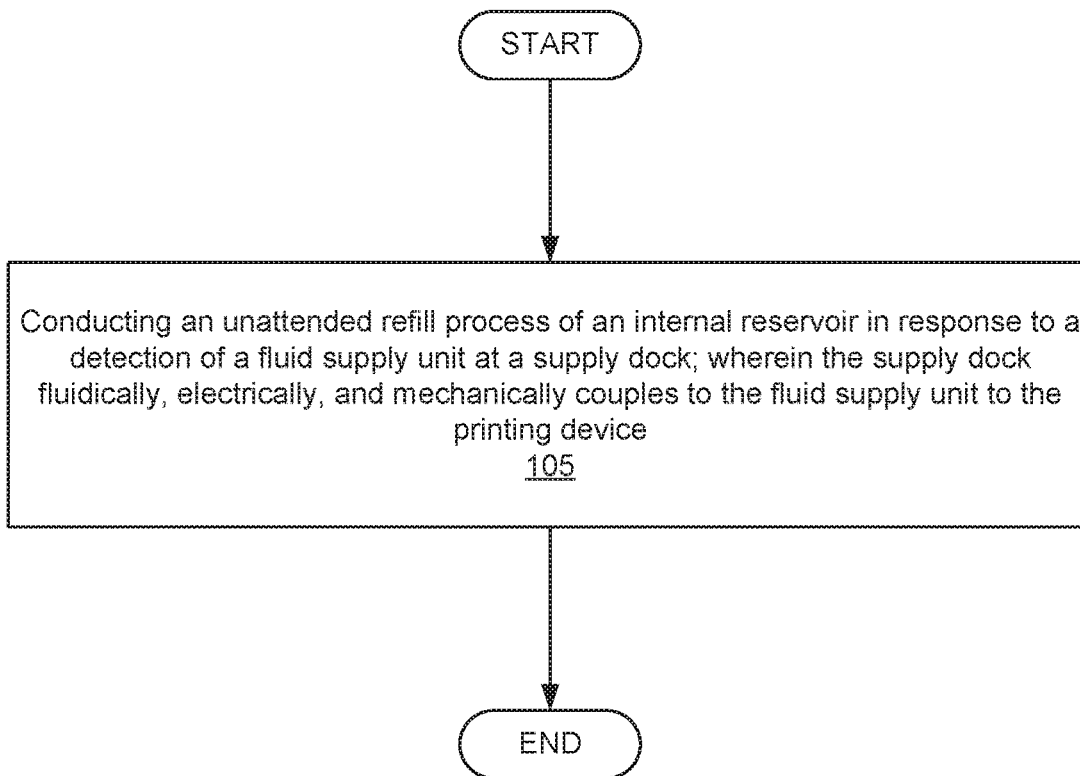 START
Conducting an unattended refill process of an internal reservoir in response to a
detection of a fluid supply unit at a supply dock; wherein the supply dock
fluidically, electrically, and mechanically couples to the fluid supply unit to the
printing device
105
END